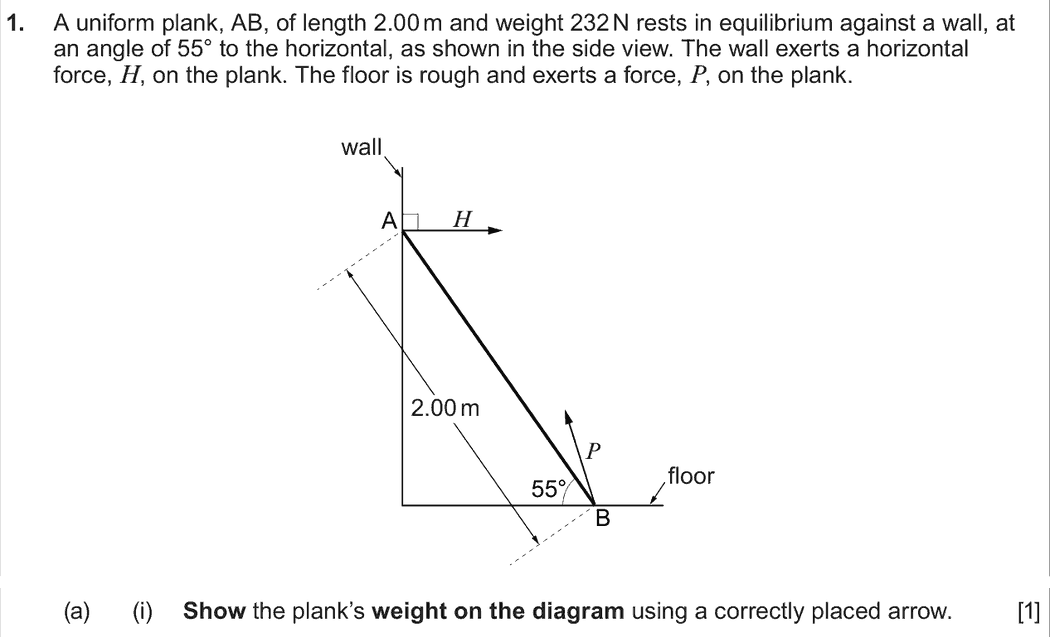 1. A uniform plank, AB, of length 2.00 m and weight 232 N rests in equilibrium against a wall, at
an angle of 55° to the horizontal, as shown in the side view. The wall exerts a horizontal
force, H, on the plank. The floor is rough and exerts a force, P, on the plank.
wall
A
H
2.00 m
P
55°
floor
B
(a) (i) Show the plank’s weight on the diagram using a correctly placed arrow. [1]